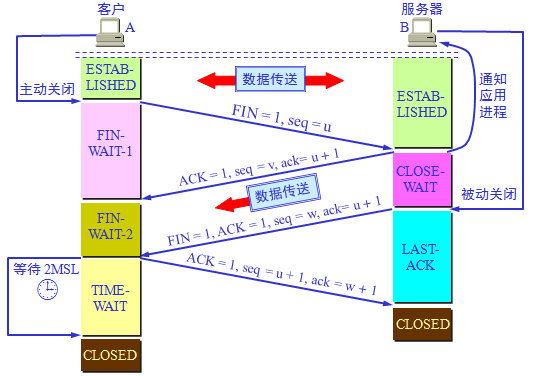 客户
服务器
A
B
ESTAB-
LISHED
数据传送
主动关闭
通知
应用
进程
FIN = 1, seq = u
ESTAB-
LISHED
FIN-
WAIT-1
ACK = 1, seq = v, ack= u + 1
CLOSE-
WAIT
数据传送
被动关闭
FIN = 1, ACK = 1, seq = w, ack= u + 1
FIN-
WAIT-2
LAST-
ACK
等待 2MSL
ACK = 1, seq = u + 1, ack = w + 1
TIME-
WAIT
CLOSED
CLOSED